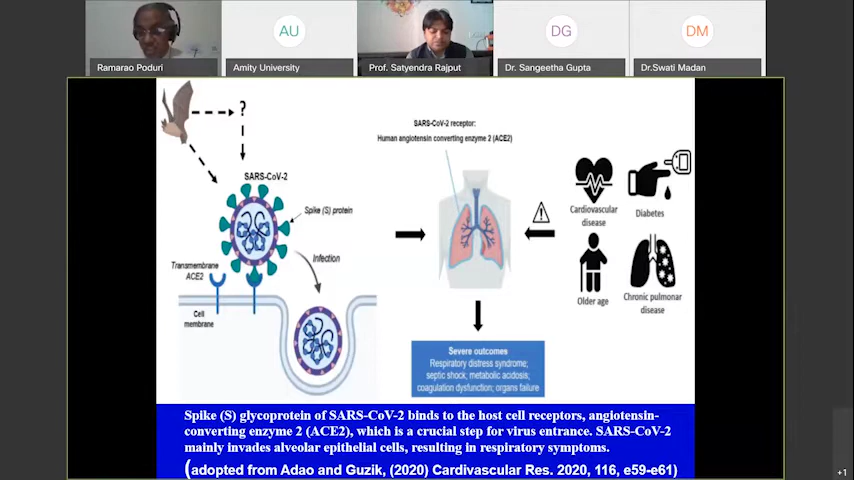 AU
DG
DM
Ramarao Poduri
Amity University
Prof. Satyendra Rajput
Dr. Sangeetha Gupta
Dr.Swati Madan
?
SARS-CoV-2
Spike (S) protein
Infection
Transmembrane
ACE2
Cell
membrane
SARS-CoV-2 receptor:
Human angiotensin converting enzyme 2 (ACE2)
Cardiovascular
disease
Diabetes
Older age
Chronic pulmonar
disease
Severe outcomes
Respiratory distress syndrome;
septic shock; metabolic acidosis;
coagulation dysfunction; organs failure
Spike (S) glycoprotein of SARS-CoV-2 binds to the host cell receptors, angiotensin-
converting enzyme 2 (ACE2), which is a crucial step for virus entrance. SARS-CoV-2
mainly invades alveolar epithelial cells, resulting in respiratory symptoms.
(adopted from Adao and Guzik, (2020) Cardivascular Res. 2020, 116, e59-e61)
+1